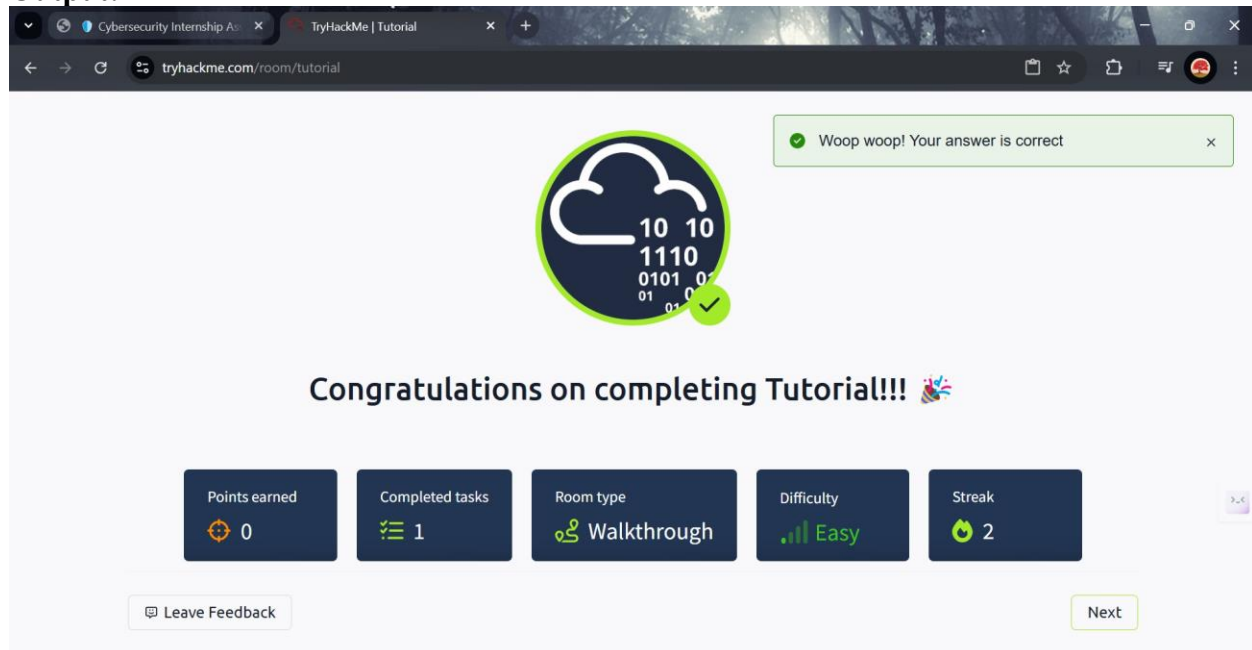 Cybersecurity Internship As
TryHackMe | Tutorial
tryhackme.com/room/tutorial
Woop woop! Your answer is correct
10 10
1110
0101
01
01
Congratulations on completing Tutorial!!! 🎉
Points earned
0
Completed tasks
1
Room type
Walkthrough
Difficulty
Easy
Streak
2
Leave Feedback
Next